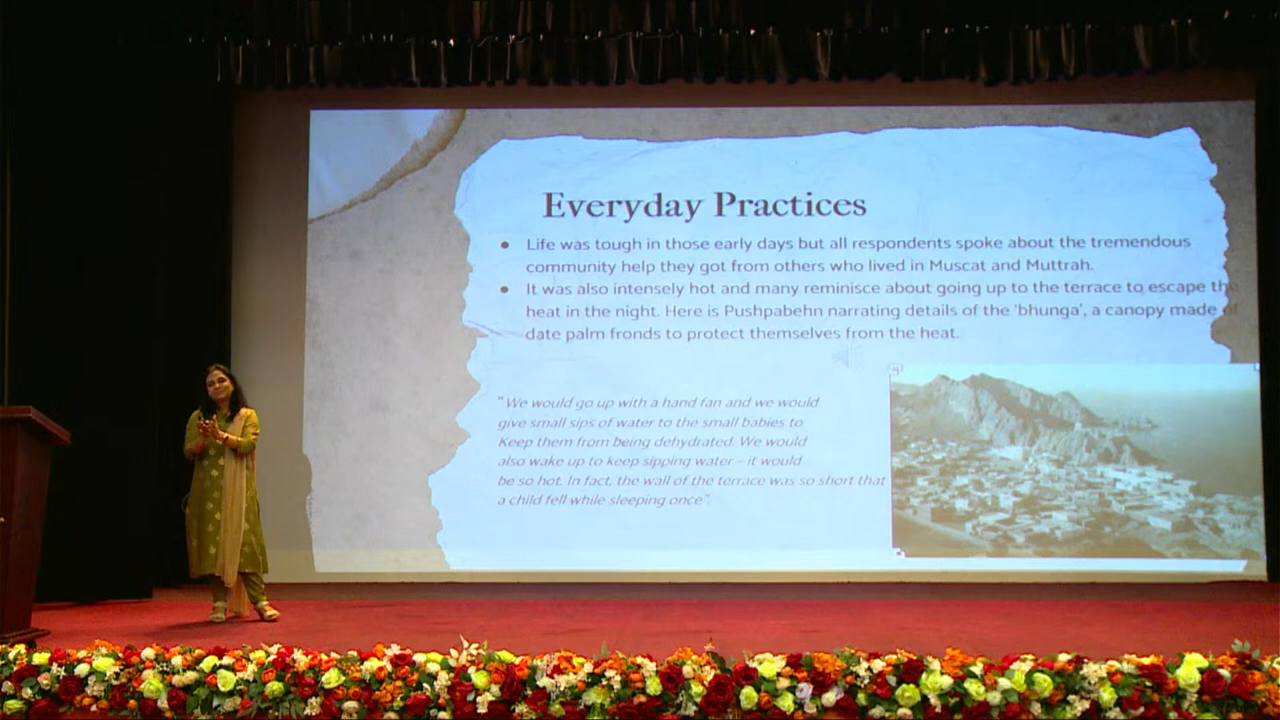 Everyday Practices
• Life was tough in those early days but all respondents spoke about the tremendous
community help they got from others who lived in Muscat and Muttrah.
• It was also intensely hot and many reminisce about going up to the terrace to escape the
heat in the night. Here is Pushpabehn narrating details of the 'bhunga', a canopy made of
date palm fronds to protect themselves from the heat.
"We would go up with a hand fan and we would
give small sips of water to the small babies to
Keep them from being dehydrated. We would
also wake up to keep sipping water – it would
be so hot. In fact, the wall of the terrace was so short that
a child fell while sleeping once".